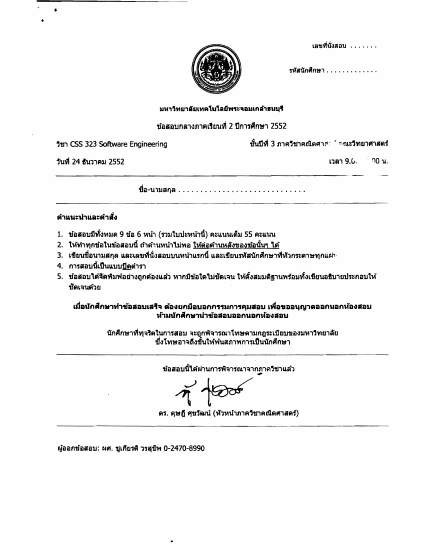 เลขที่นั่งสอบ .......
รหัสนักศึกษา .............
มหาวิทยาลัยเทคโนโลยีพระจอมเกล้าธนบุรี
ข้อสอบกลางภาคเรียนที่ 2 ปีการศึกษา 2552
วิชา CSS 323 Software Engineering ชั้นปีที่ 3 ภาควิชาคณิตศาสตร์ คณะวิทยาศาสตร์
วันที่ 24 ธันวาคม 2552 เวลา น.
ชื่อ-นามสกุล ............................
คำแนะนำและคำสั่ง
1. ข้อสอบมีทั้งหมด 9 ข้อ 6 หน้า (รวมใบปะหน้านี้) คะแนนเต็ม 55 คะแนน
2. ให้ทำทุกข้อในข้อสอบนี้ ถ้าด้านหน้าไม่พอ ให้ต่อด้านหลังของข้อนั้นๆ ได้
3. เขียนชื่อนามสกุล และเลขที่นั่งสอบบนหน้าแรกนี้ และเขียนรหัสนักศึกษาที่หัวกระดาษทุกแผ่น
4. การสอบนี้เป็นแบบปิดตำรา
5. ข้อสอบได้จัดพิมพ์อย่างถูกต้องแล้ว หากมีข้อใดไม่ชัดเจน ให้ตั้งสมมติฐานพร้อมทั้งเขียนอธิบายประกอบให้
ชัดเจนด้วย
เมื่อนักศึกษาทำข้อสอบเสร็จ ต้องยกมือบอกกรรมการคุมสอบ เพื่อขออนุญาตออกนอกห้องสอบ
ห้ามนักศึกษานำข้อสอบออกนอกห้องสอบ
นักศึกษาที่ทุจริตในการสอบ จะถูกพิจารณาโทษตามกฎระเบียบของมหาวิทยาลัย
ซึ่งโทษอาจถึงขั้นให้พ้นสภาพการเป็นนักศึกษา
ข้อสอบนี้ได้ผ่านการพิจารณาจากภาควิชาแล้ว
ดร. ดุษฎี ศุขวัฒน์ (หัวหน้าภาควิชาคณิตศาสตร์)
ผู้ออกข้อสอบ: ผศ. ชูเกียรติ วรสุชีพ 0-2470-8990